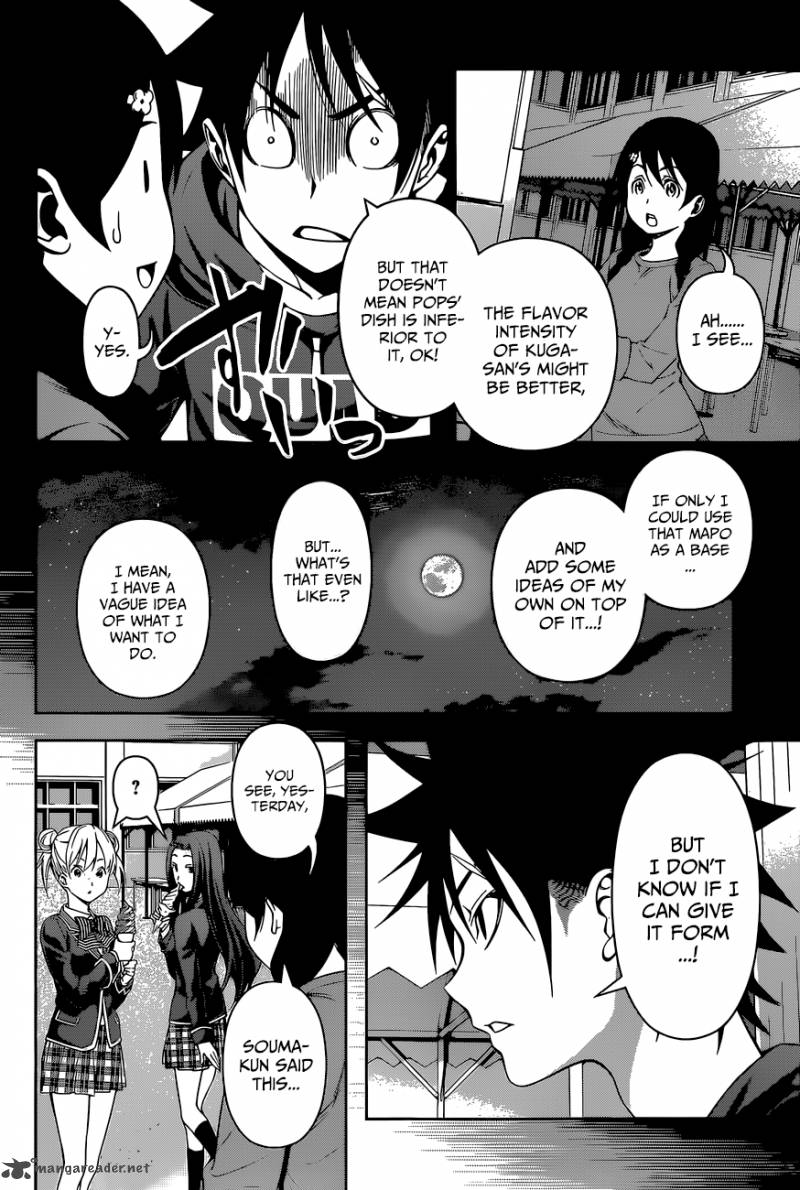 AH......
I SEE...
THE FLAVOR
INTENSITY
OF KUGA-
SAN'S MIGHT
BE BETTER,
BUT THAT
DOESN'T
MEAN POPS'
DISH IS INFE-
RIOR TO
IT, OK!
Y-
YES.
ずいっ
IF ONLY I
COULD USE
THAT MAPO
AS A BASE
...
AND
ADD SOME
IDEAS OF MY
OWN ON TOP
OF IT...!
BUT...
WHAT'S
THAT EVEN
LIKE...?
I MEAN,
I HAVE A
VAGUE IDEA
OF WHAT I
WANT TO
DO.
BUT
I DON'T
KNOW IF I
CAN GIVE
IT FORM
...!
YOU
SEE, YES-
TERDAY,
?
SOUMA-
KUN SAID
THIS...
mangareader.net